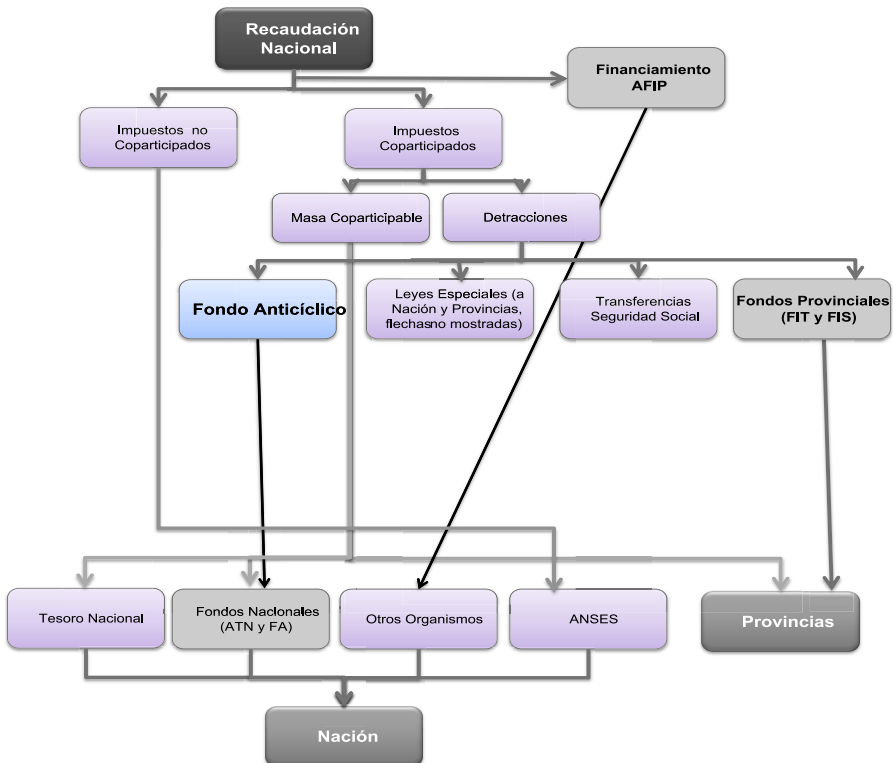 Recaudación
Nacional
Financiamiento
AFIP
Impuestos no
Coparticipados
Impuestos
Coparticipados
Masa Coparticipable
Detracciones
Fondo Anticíclico
Leyes Especiales (a
Nación y Provincias,
flechasno mostradas)
Transferencias
Seguridad Social
Fondos Provinciales
(FIT y FIS)
Tesoro Nacional
Fondos Nacionales
(ATN y FA)
Otros Organismos
ANSES
Provincias
Nación